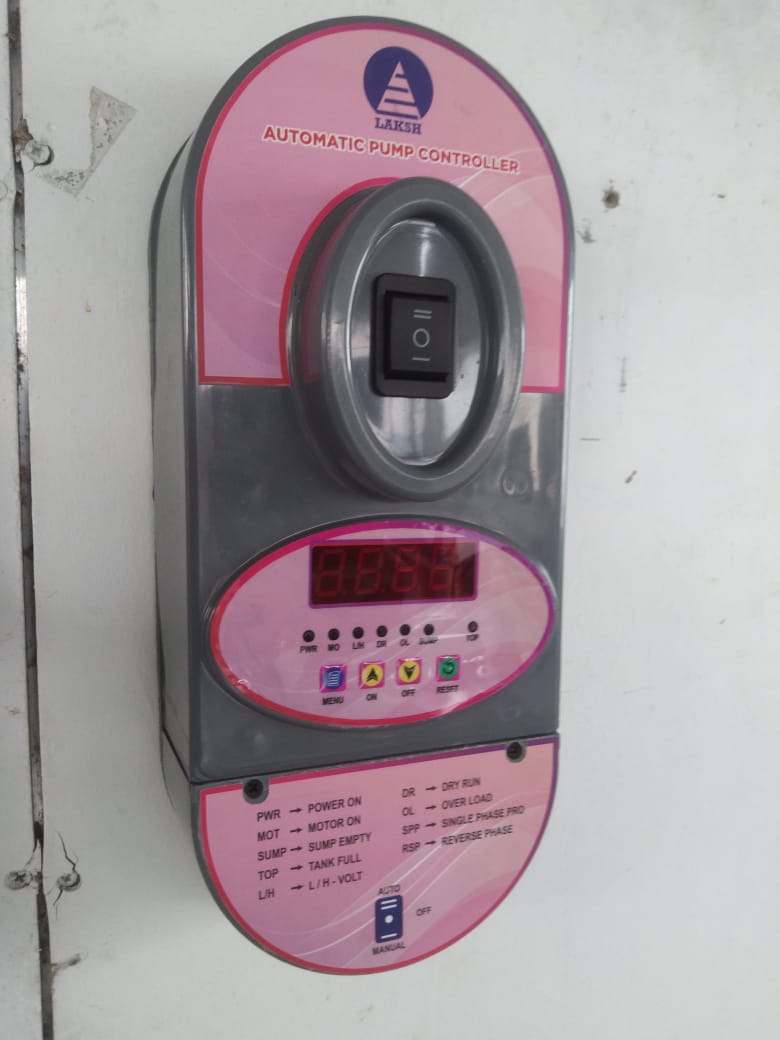 LAKSH
AUTOMATIC PUMP CONTROLLER
PWR MO L/H DR OL SUMP TOP
MENU ON OFF RESET
PWR → POWER ON
MOT → MOTOR ON
SUMP → SUMP EMPTY
TOP → TANK FULL
L/H → L / H - VOLT
DR → DRY RUN
OL → OVER LOAD
SPP → SINGLE PHASE PRO
RSP → REVERSE PHASE
AUTO
OFF
MANUAL